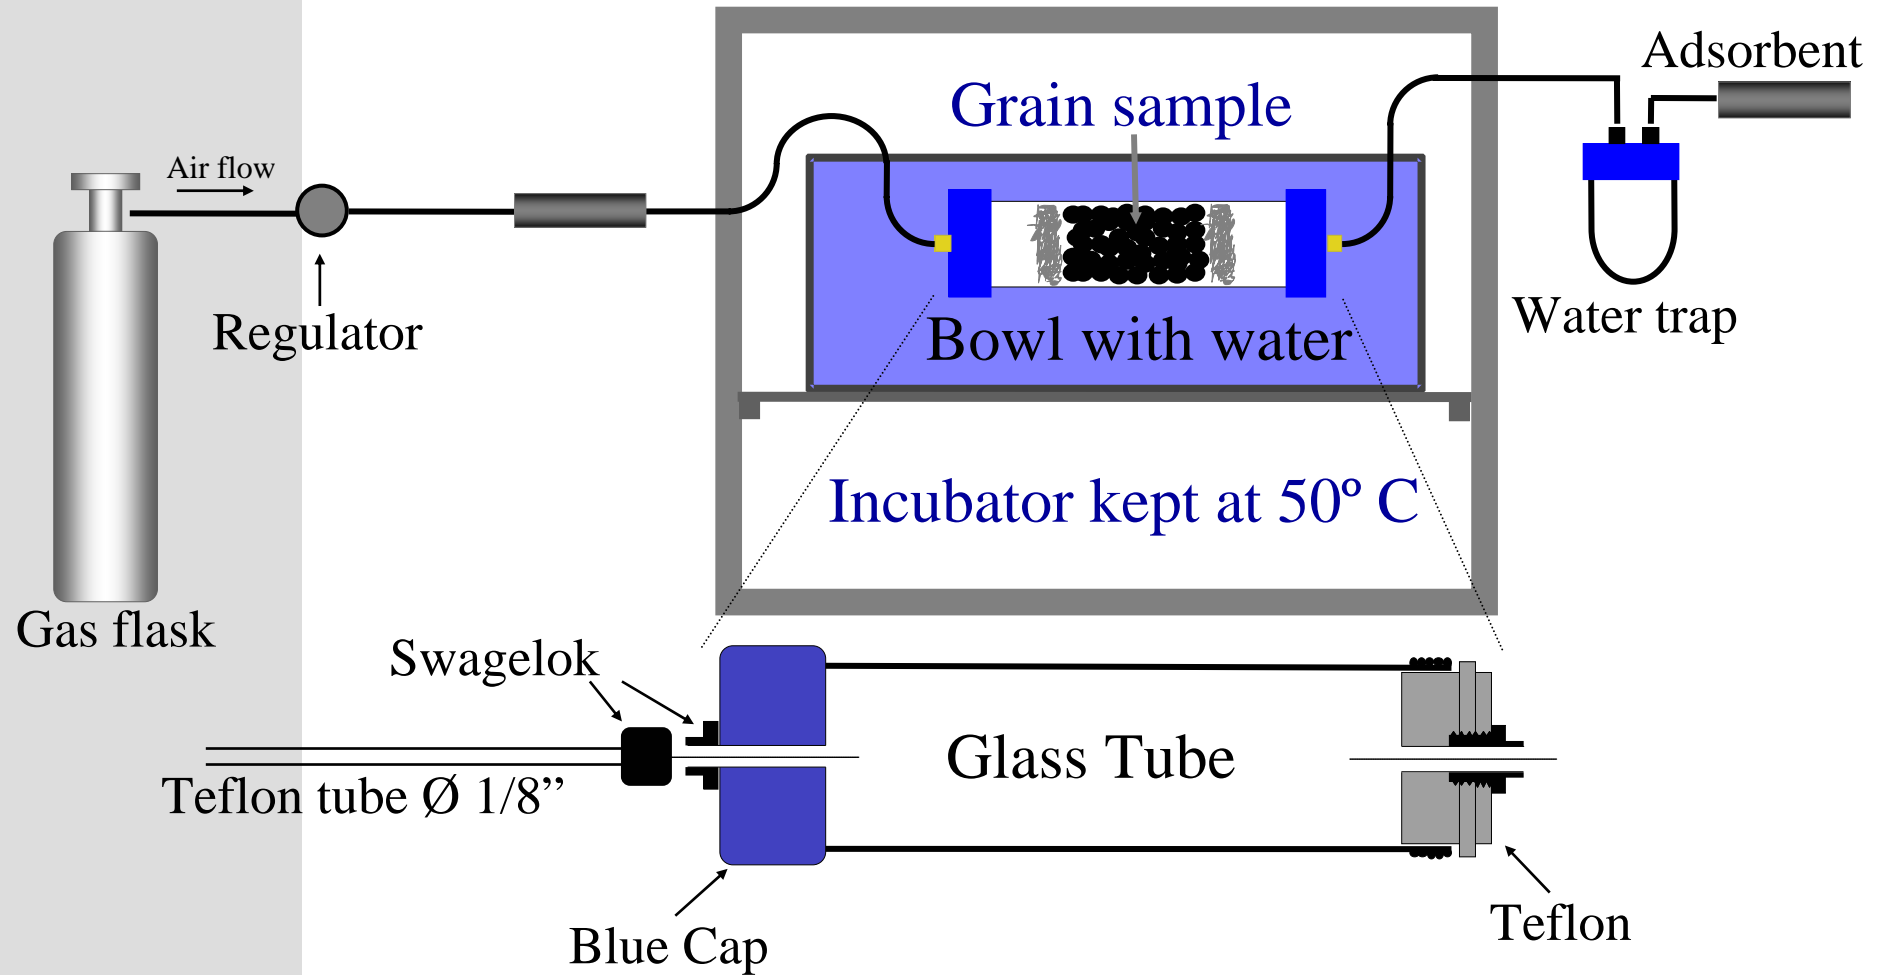 Adsorbent
Grain sample
Air flow
Water trap
Regulator
Bowl with water
Incubator kept at 50º C
Gas flask
Swagelok
Glass Tube
Teflon tube Ø 1/8”
Teflon
Blue Cap